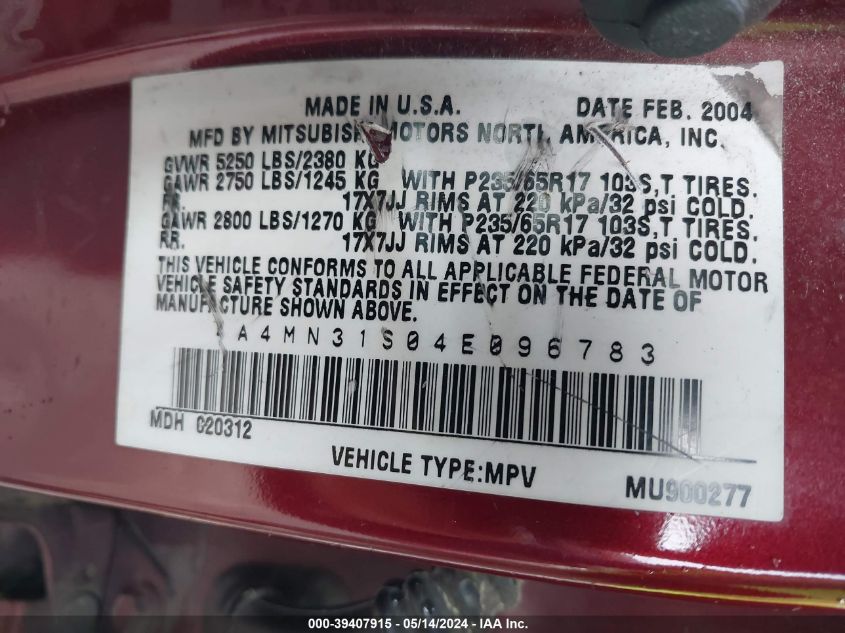 MADE IN U.S.A. DATE FEB. 2004
MFD BY MITSUBISHI MOTORS NORTH AMERICA, INC.
GVWR 5250 LBS/2380 KG
GAWR 2750 LBS/1245 KG WITH P235/65R17 103S,T TIRES.
FR. 17X7JJ RIMS AT 220 kPa/32 psi COLD.
GAWR 2800 LBS/1270 KG WITH P235/65R17 103S,T TIRES.
RR. 17X7JJ RIMS AT 220 kPa/32 psi COLD.
THIS VEHICLE CONFORMS TO ALL APPLICABLE FEDERAL MOTOR
VEHICLE SAFETY STANDARDS IN EFFECT ON THE DATE OF
MANUFACTURE SHOWN ABOVE.
A4MN31S04E096783
MDH 020312
VEHICLE TYPE:MPV
MU900277
000-39407915 - 05/14/2024 - IAA Inc.